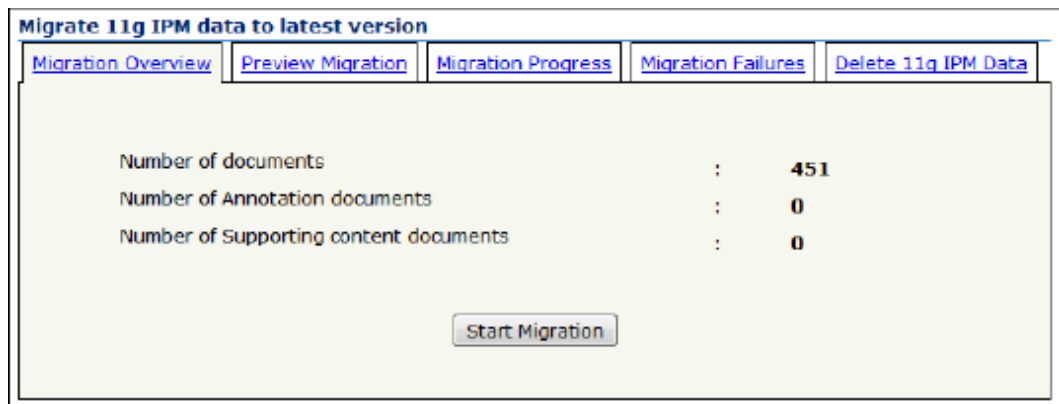 Migrate 11g IPM data to latest version
Migration Overview Preview Migration Migration Progress Migration Failures Delete 11g IPM Data
Number of documents : 451
Number of Annotation documents : 0
Number of Supporting content documents : 0
Start Migration